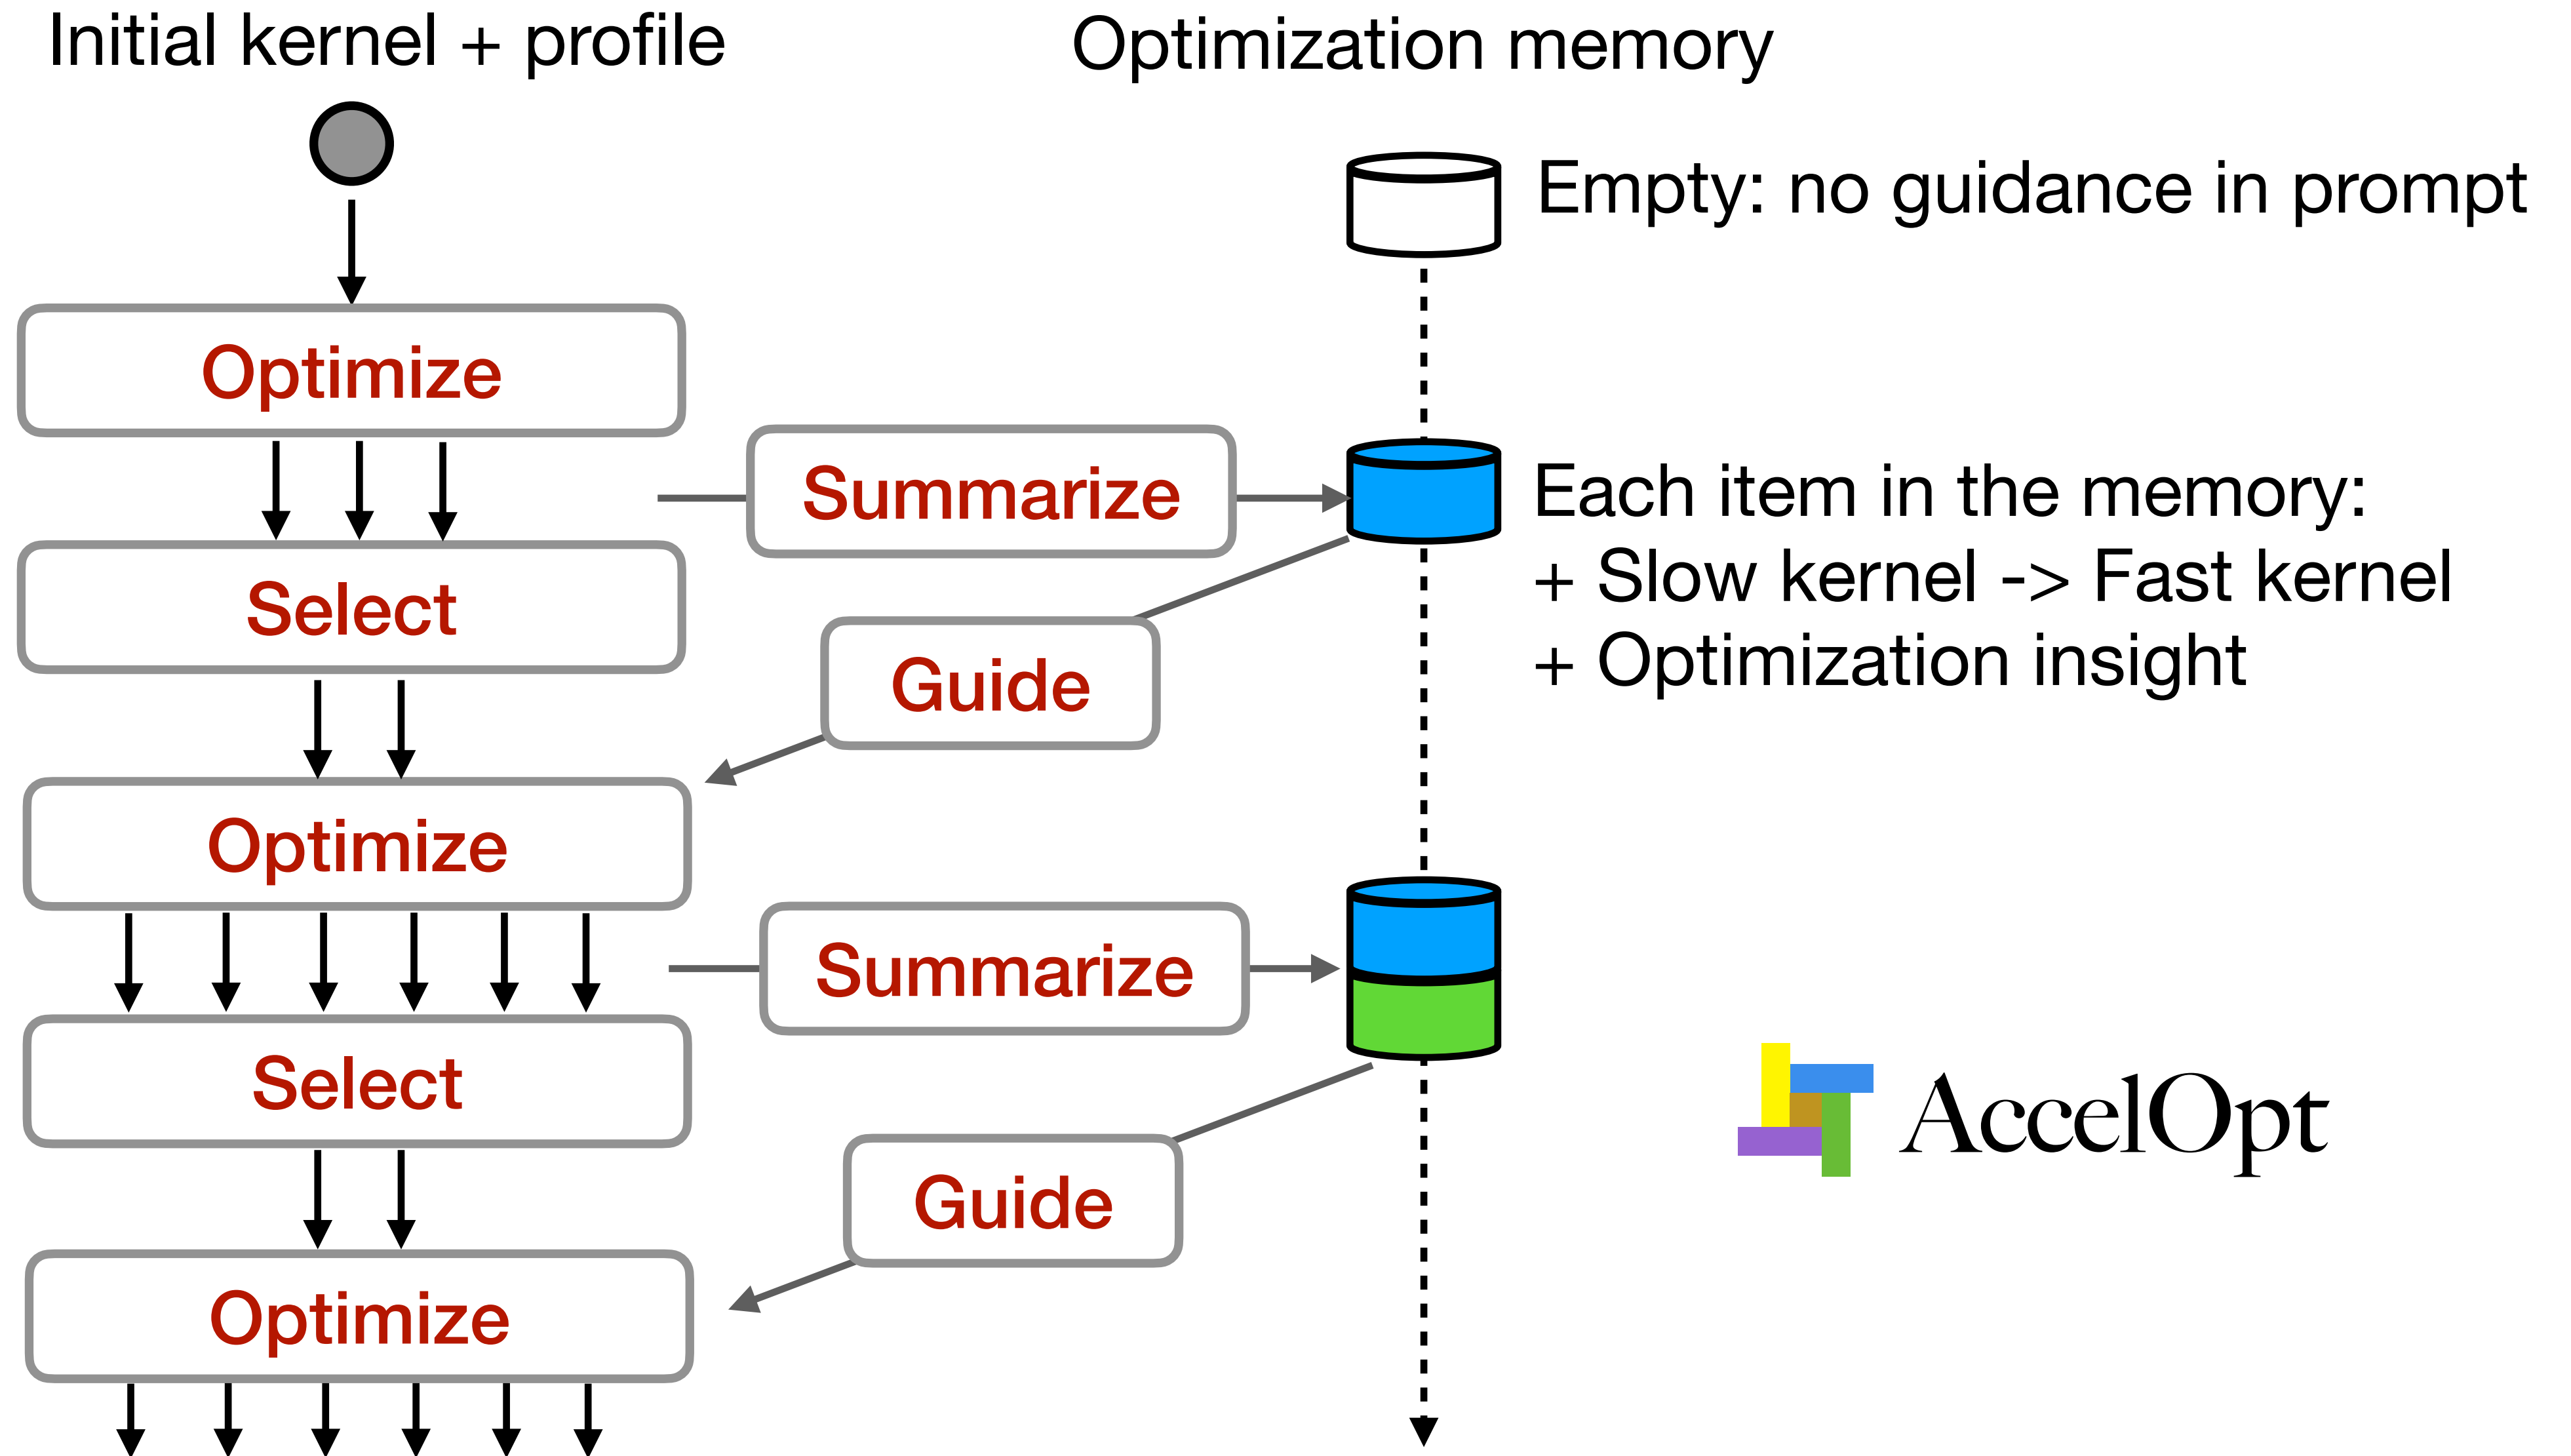 Initial kernel + profile
Optimization memory
Empty: no guidance in prompt
Optimize
Summarize
Each item in the memory:
+ Slow kernel -> Fast kernel
+ Optimization insight
Select
Guide
Optimize
Summarize
Select
AccelOpt
Guide
Optimize